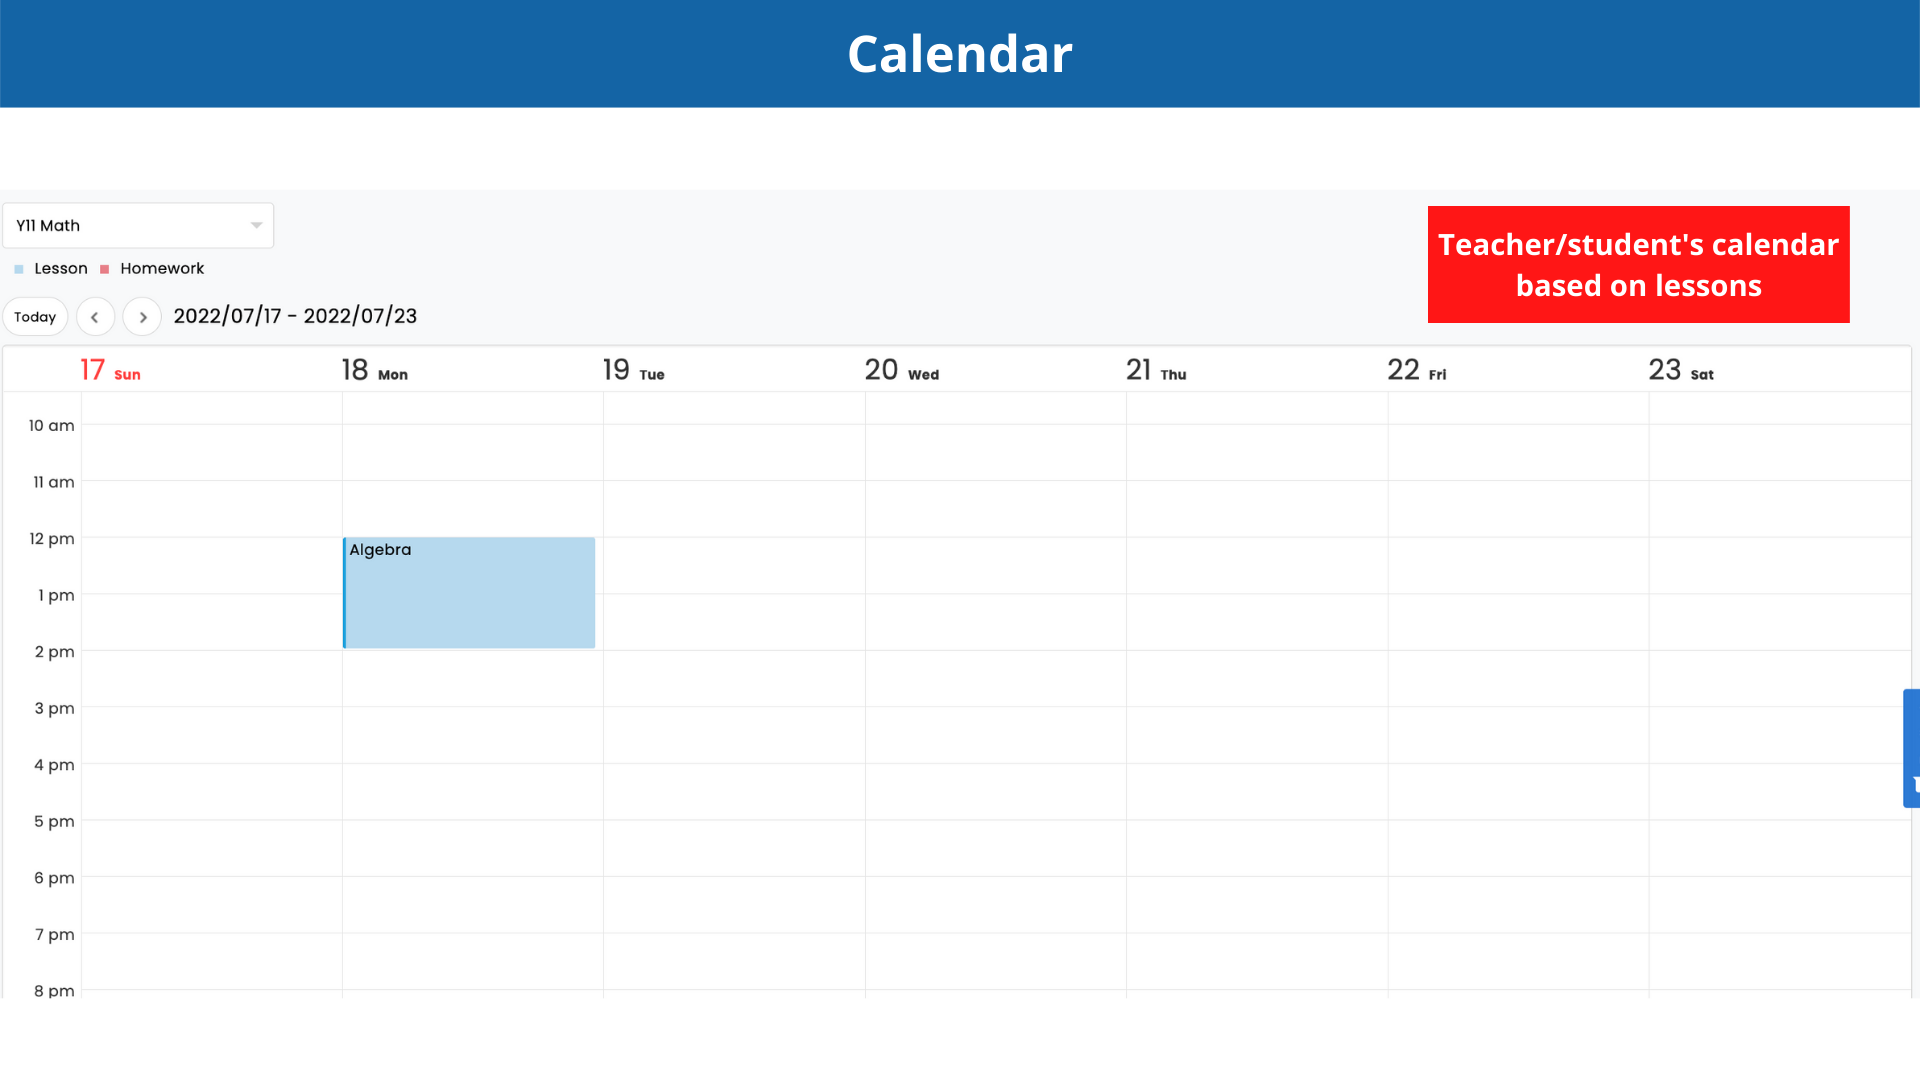 Calendar
Y11 Math
Teacher/student's calendar
based on lessons
Lesson Homework
Today 2022/07/17 - 2022/07/23
17 Sun 18 Mon 19 Tue 20 Wed 21 Thu 22 Fri 23 Sat
10 am
11 am
12 pm
Algebra
1 pm
2 pm
3 pm
4 pm
5 pm
6 pm
7 pm
8 pm